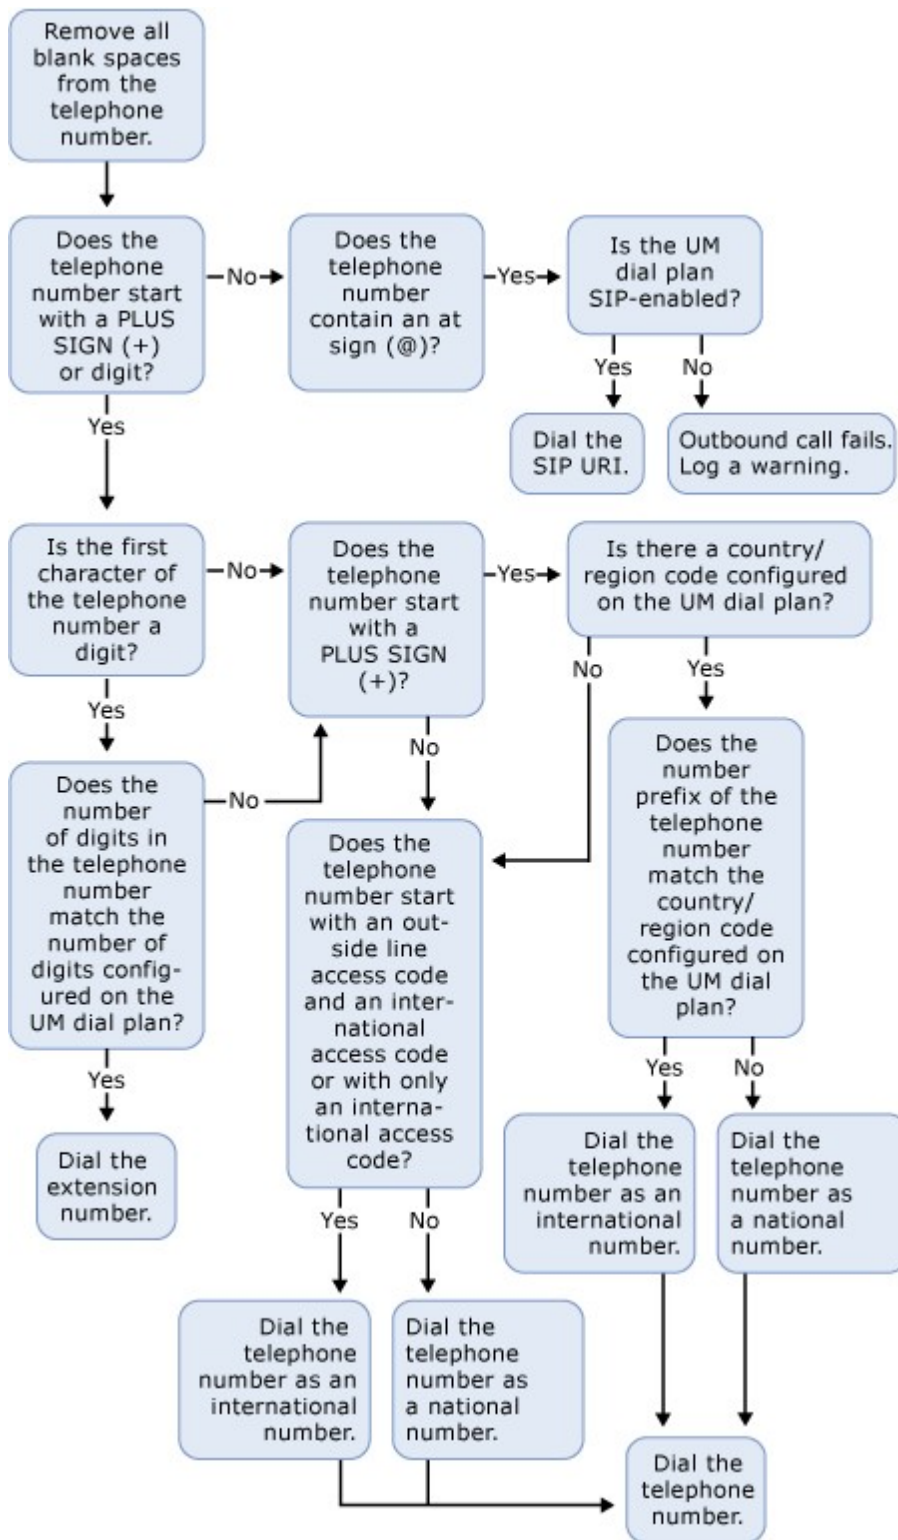 Remove all
blank spaces
from the
telephone
number.
Does the
telephone
number start
with a PLUS
SIGN (+)
or digit?
No
Does the
telephone
number
contain an at
sign (@)?
Yes
Is the UM
dial plan
SIP-enabled?
Yes
No
Dial the
SIP URI.
Outbound call fails.
Log a warning.
Yes
Is the first
character of
the telephone
number a
digit?
No
Does the
telephone
number start
with a
PLUS SIGN
(+)?
Yes
Is there a country/
region code configured
on the UM dial plan?
No
Yes
Yes
No
Does the
number
of digits in
the telephone
number
match the
number of
digits config-
ured on the
UM dial plan?
No
Does the
telephone
number start
with an out-
side line
access code
and an inter-
national
access code
or with only
an interna-
tional access
code?
Does the
number
prefix of the
telephone
number
match the
country/
region code
configured on
the UM dial
plan?
Yes
Yes
No
Dial the
extension
number.
Dial the
telephone
number as an
international
number.
Dial the
telephone
number as
a national
number.
Yes
No
Dial the
telephone
number as an
international
number.
Dial the
telephone
number as
a national
number.
Dial the
telephone
number.